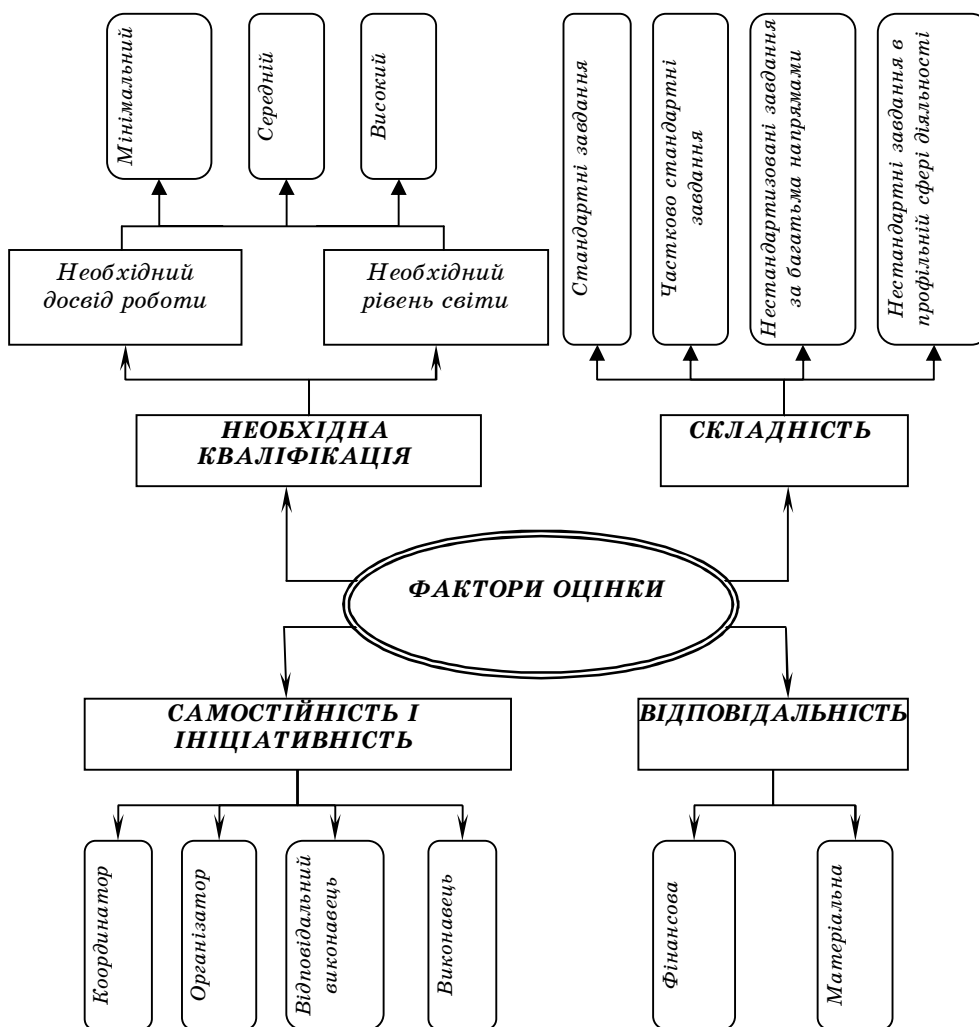 Мінімальний
Середній
Високий
Стандартні завдання
Частково стандартні
завдання
Нестандартизовані завдання
за багатьма напрямами
Нестандартні завдання в
профільній сфері діяльності
Необхідний
досвід роботи
Необхідний
рівень світи
НЕОБХІДНА
КВАЛІФІКАЦІЯ
СКЛАДНІСТЬ
ФАКТОРИ ОЦІНКИ
САМОСТІЙНІСТЬ І
ІНІЦІАТИВНІСТЬ
ВІДПОВІДАЛЬНІСТЬ
Координатор
Організатор
Відповідальний
виконавець
Виконавець
Фінансова
Матеріальна